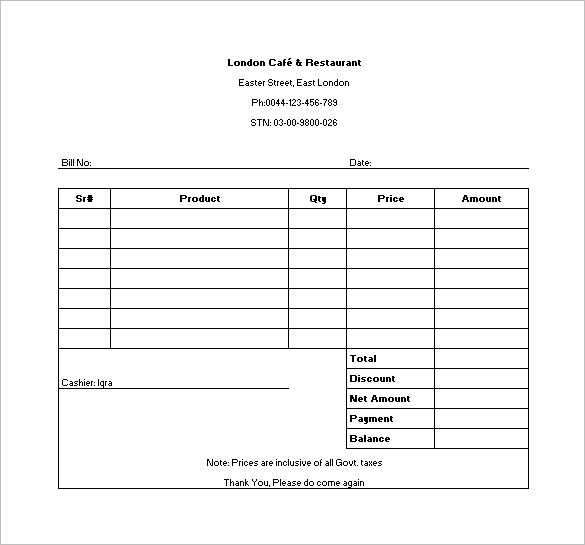 London Café & Restaurant
Easter Street, East London
Ph:0044-123-456-789
STN: 03-00-9800-026
Bill No: Date:
Sr# Product Qty Price Amount
Total
Discount
Cashier: Iqra
Net Amount
Payment
Balance
Note: Prices are inclusive of all Govt. taxes
Thank You, Please do come again